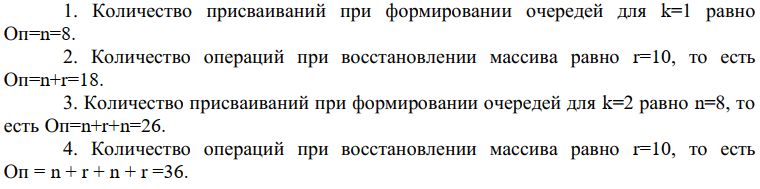 1. Количество присваиваний при формировании очередей для k=1 равно
Оп=n=8.
2. Количество операций при восстановлении массива равно r=10, то есть
Оп=n+r=18.
3. Количество присваиваний при формировании очередей для k=2 равно n=8, то
есть Оп=n+r+n=26.
4. Количество операций при восстановлении массива равно r=10, то есть
Оп = n + r + n + r =36.